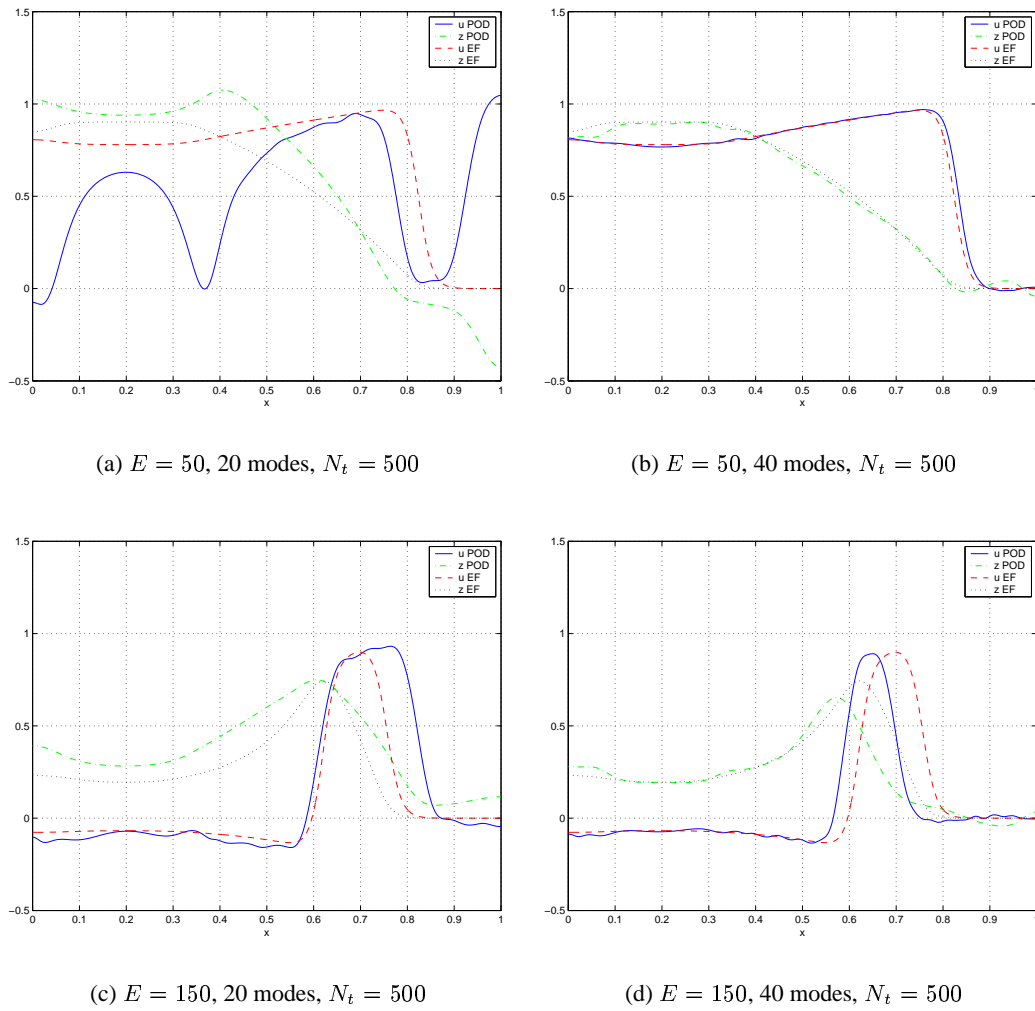 1.5
1
0.5
0
−0.5
0 0.1 0.2 0.3 0.4 0.5 0.6 0.7 0.8 0.9 1
x
u POD
z POD
u EF
z EF
(a) E = 50, 20 modes, N_t = 500
1.5
1
0.5
0
−0.5
0 0.1 0.2 0.3 0.4 0.5 0.6 0.7 0.8 0.9
x
u POD
z POD
u EF
z EF
(b) E = 50, 40 modes, N_t = 500
1.5
1
0.5
0
−0.5
0 0.1 0.2 0.3 0.4 0.5 0.6 0.7 0.8 0.9 1
x
u POD
z POD
u EF
z EF
(c) E = 150, 20 modes, N_t = 500
1.5
1
0.5
0
−0.5
0 0.1 0.2 0.3 0.4 0.5 0.6 0.7 0.8 0.9
x
u POD
z POD
u EF
z EF
(d) E = 150, 40 modes, N_t = 500